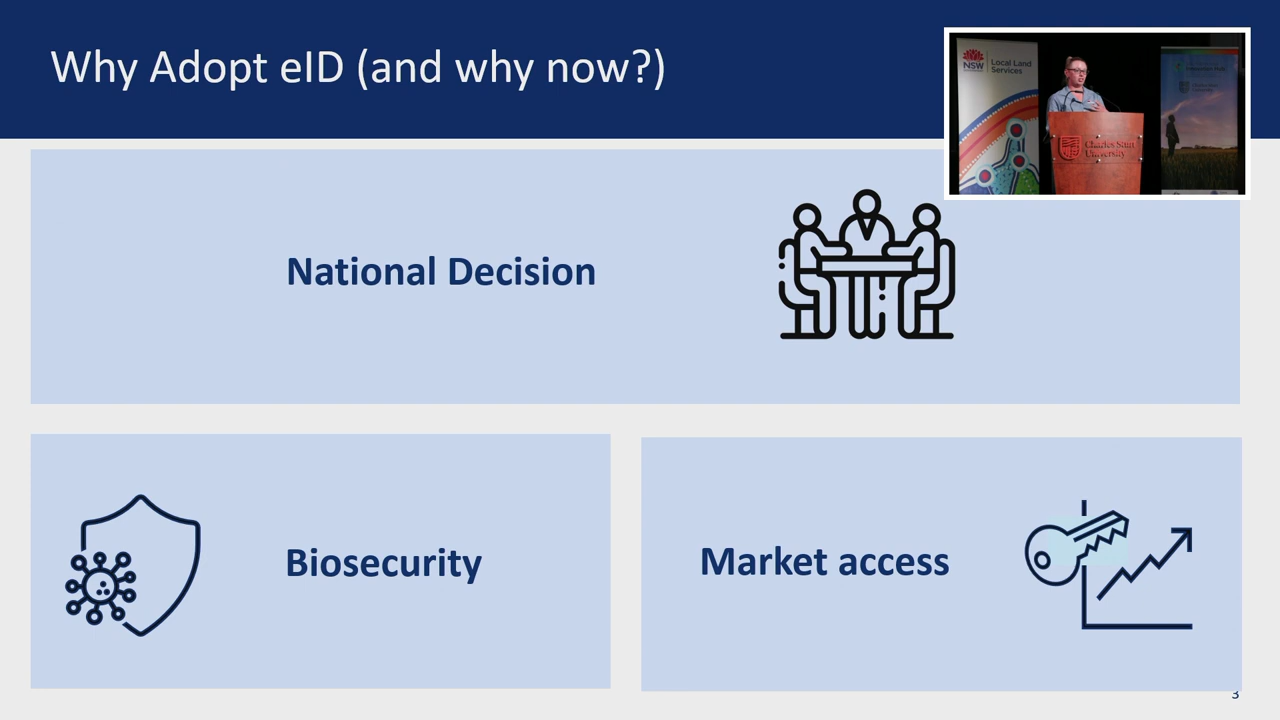 Why Adopt eID (and why now?)
NSW
Local Land
Services
Charles Sturt
University
National Decision
Biosecurity
Market access
3